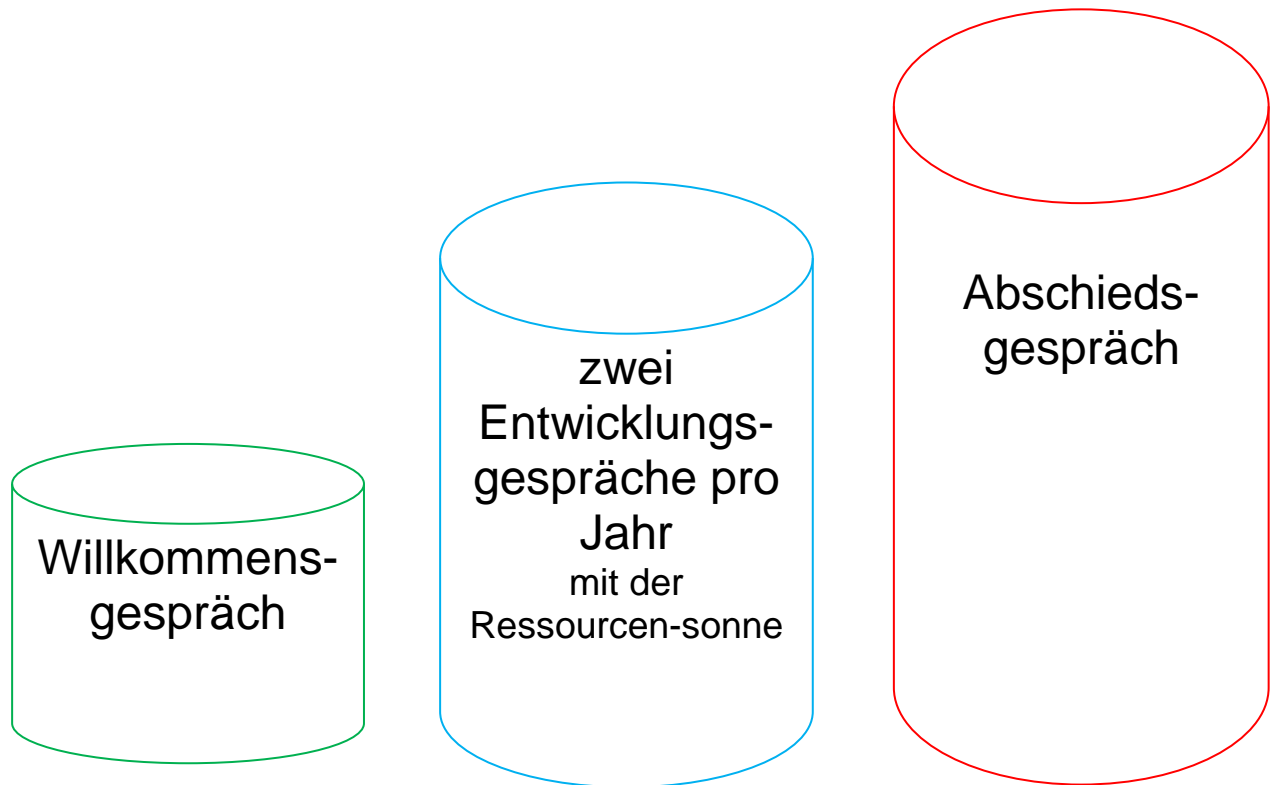 Willkommens-
gespräch
zwei
Entwicklungs-
gespräche pro
Jahr
mit der
Ressourcen-sonne
Abschieds-
gespräch